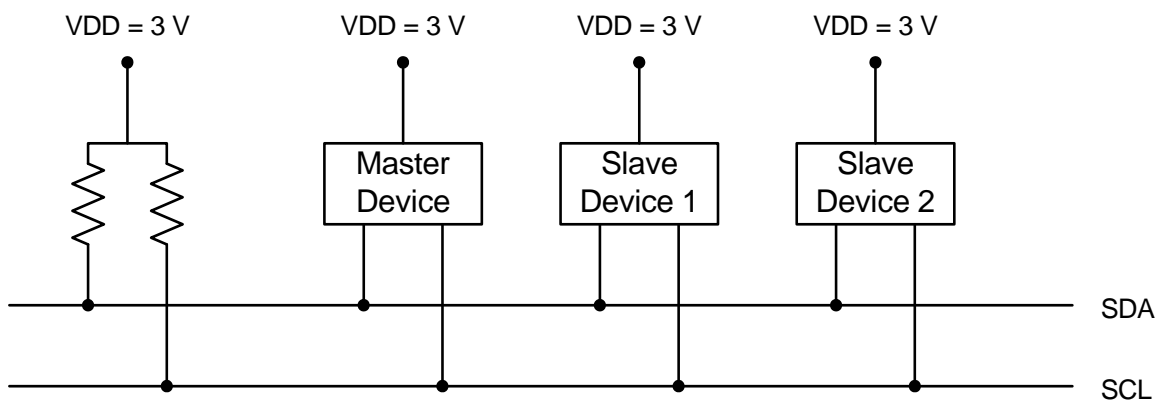 VDD = 3 V
VDD = 3 V
VDD = 3 V
VDD = 3 V
Master
Device
Slave
Device 1
Slave
Device 2
SDA
SCL